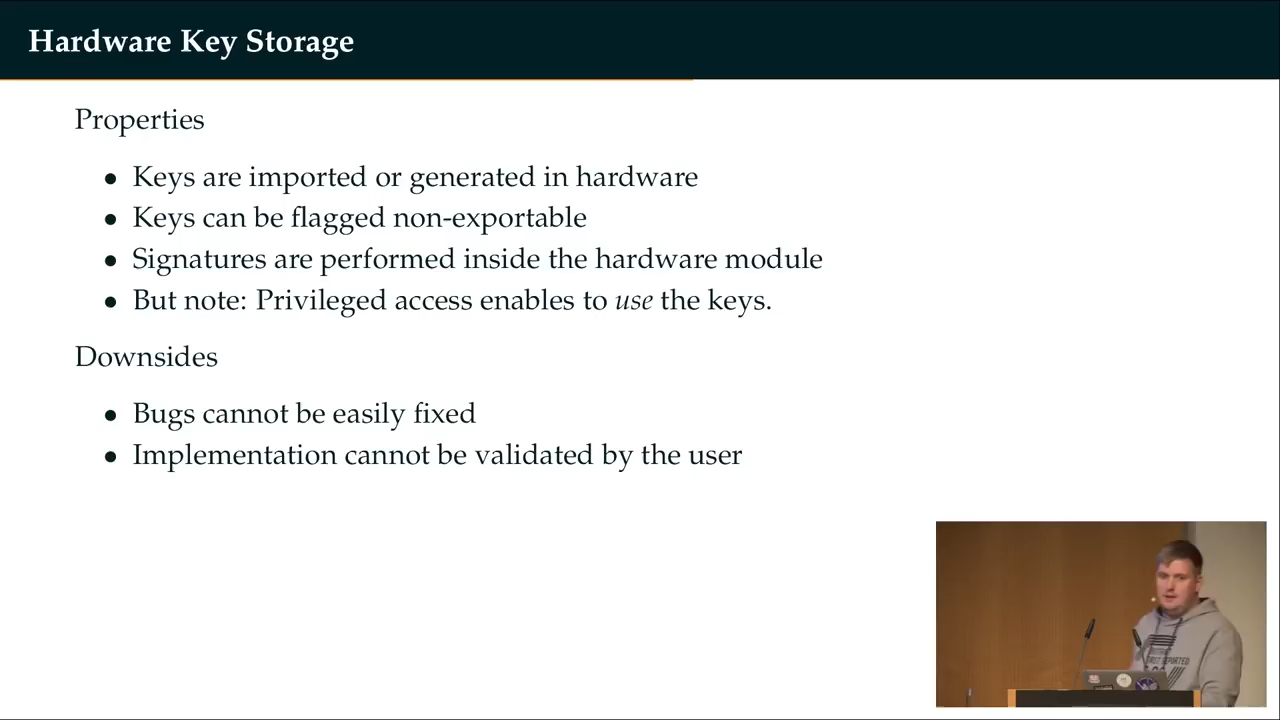 Hardware Key Storage
Properties
• Keys are imported or generated in hardware
• Keys can be flagged non-exportable
• Signatures are performed inside the hardware module
• But note: Privileged access enables to use the keys.
Downsides
• Bugs cannot be easily fixed
• Implementation cannot be validated by the user